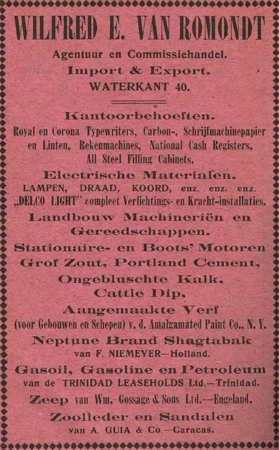 WILFRED E. VAN ROMONDT
Agentuur en Commissiehandel.
Import & Export.
WATERKANT 40.
Kantoorbehoeften.
Royal en Corona Typewriters, Carbon-, Schrijfmachinepapier
en Linten, Rekenmachines, National Cash Registers,
All Steel Filling Cabinets.
Electrische Materialen.
LAMPEN, DRAAD, KOORD, enz. enz. enz.
„DELCO LIGHT" compleet Verlichtings- en Kracht-installaties.
Landbouw Machineriën en
Gereedschappen.
Stationaire- en Boots' Motoren
Grof Zout, Portland Cement,
Ongebluschte Kalk,
Cattle Dip,
Aangemaakte Verf
(voor Gebouwen en Schepen) v. d. Amalgamated Paint Co., N. Y.
Neptune Brand Shagtabak
van F. NIEMEYER—Holland.
Gasoil, Gasoline en Petroleum
van de TRINIDAD LEASEHOLDS Ltd.—Trinidad.
Zeep van Wm. Gossage & Sons Ltd.—Engeland.
Zoolleder en Sandalen
van A. GUIA & Co.—Caracas.